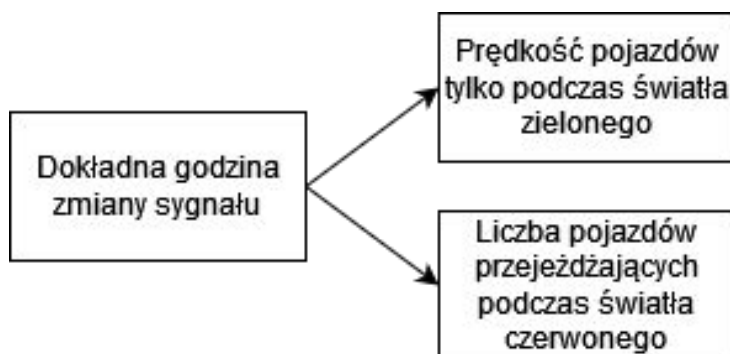 Prędkość pojazdów
tylko podczas światła
zielonego
Dokładna godzina
zmiany sygnału
Liczba pojazdów
przejeżdżających
podczas światła
czerwonego